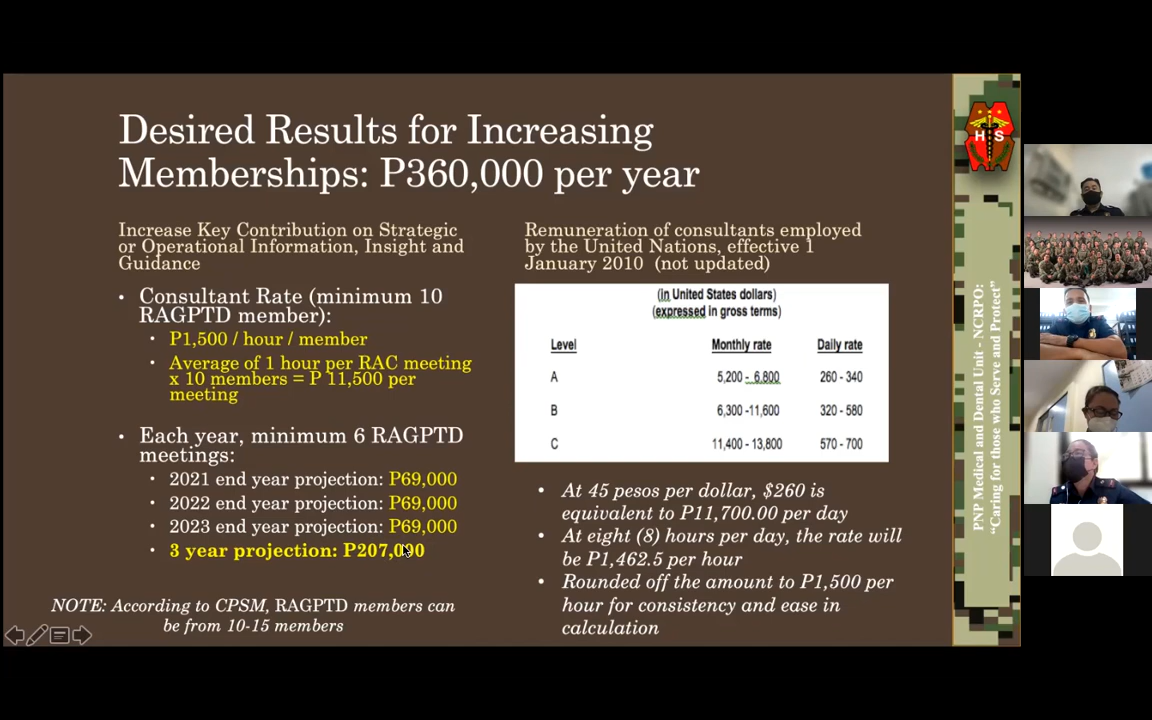 Desired Results for Increasing
Memberships: P360,000 per year
Increase Key Contribution on Strategic
or Operational Information, Insight and
Guidance
• Consultant Rate (minimum 10
RAGPTD member):
• P1,500 / hour / member
• Average of 1 hour per RAC meeting
x 10 members = P 11,500 per
meeting
• Each year, minimum 6 RAGPTD
meetings:
• 2021 end year projection: P69,000
• 2022 end year projection: P69,000
• 2023 end year projection: P69,000
• 3 year projection: P207,000
NOTE: According to CPSM, RAGPTD members can
be from 10-15 members
Remuneration of consultants employed
by the United Nations, effective 1
January 2010 (not updated)
(in United States dollars)
(expressed in gross terms)
Level Monthly rate Daily rate
A 5,200 - 6,800 260 - 340
B 6,300 -11,600 320 - 580
C 11,400 - 13,800 570 - 700
• At 45 pesos per dollar, $260 is
equivalent to P11,700.00 per day
• At eight (8) hours per day, the rate will
be P1,462.5 per hour
• Rounded off the amount to P1,500 per
hour for consistency and ease in
calculation
H S
PNP Medical and Dental Unit - NCRPO:
“Caring for those who Serve and Protect”